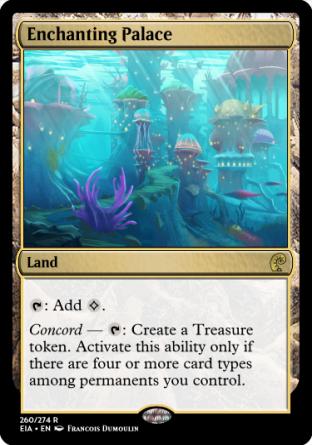 Enchanting Palace
Land
: Add .
Concord — : Create a Treasure
token. Activate this ability only if
there are four or more card types
among permanents you control.
260/274 R
EIA • EN François Dumoulin